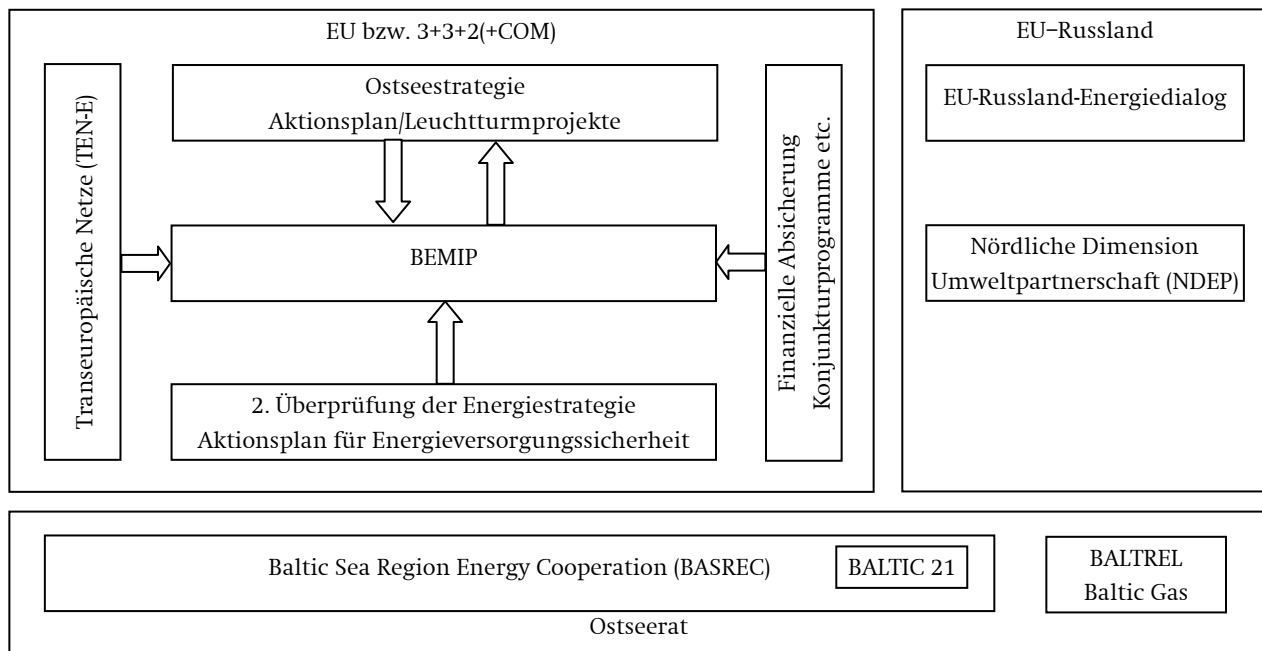 EU bzw. 3+3+2(+COM)
Transeuropäische Netze (TEN-E)
Ostseestrategie
Aktionsplan/Leuchtturmprojekte
BEMIP
2. Überprüfung der Energiestrategie
Aktionsplan für Energieversorgungssicherheit
Finanzielle Absicherung
Konjunkturprogramme etc.
EU–Russland
EU-Russland-Energiedialog
Nördliche Dimension
Umweltpartnerschaft (NDEP)
Baltic Sea Region Energy Cooperation (BASREC)
BALTIC 21
BALTREL
Baltic Gas
Ostseerat